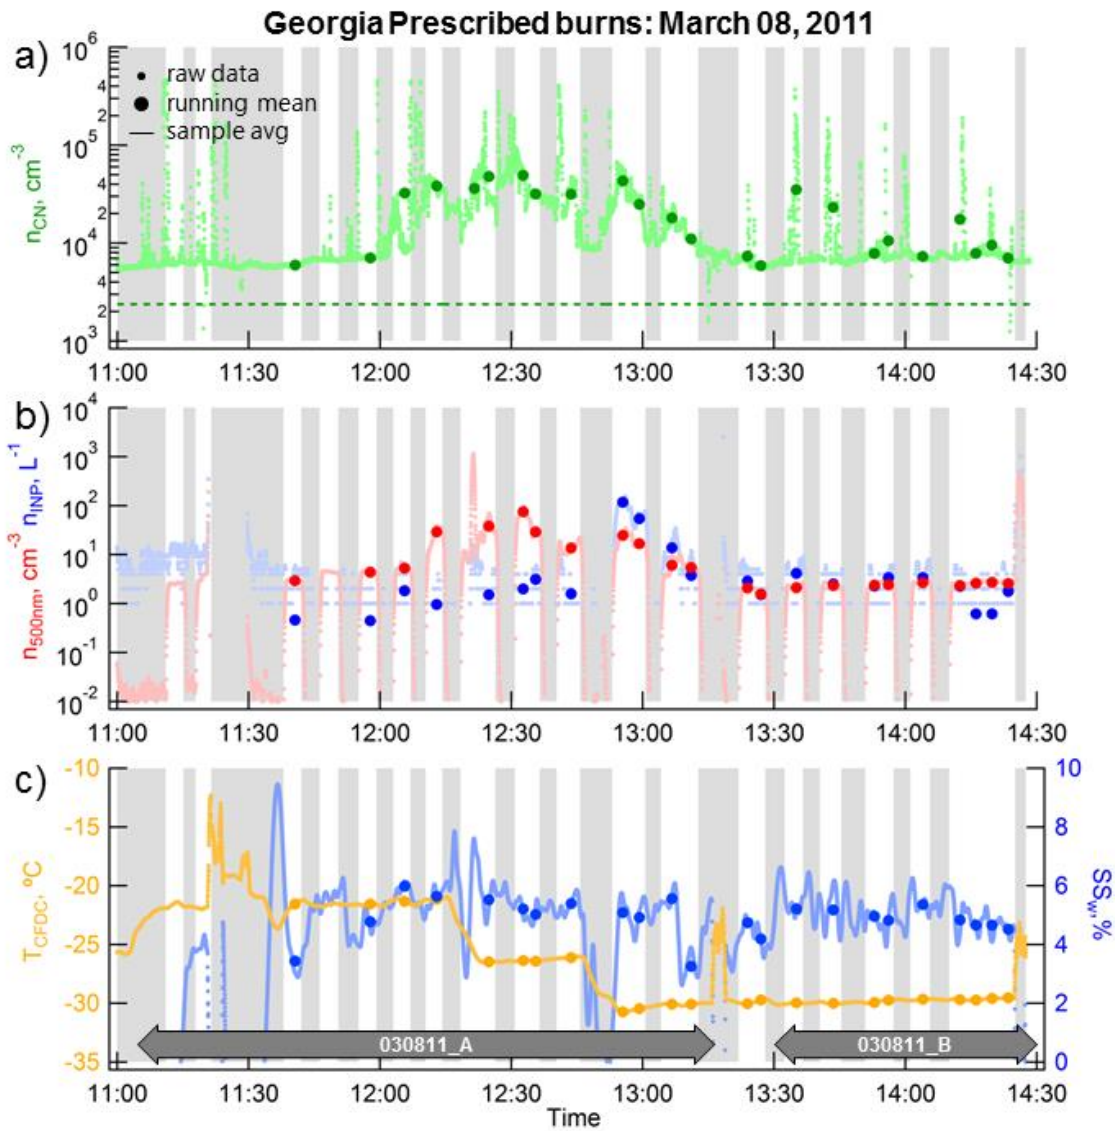 Georgia Prescribed burns: March 08, 2011
a)
raw data
running mean
sample avg
n_CN, cm^-3
10^6
4
2
10^5
4
2
10^4
4
2
10^3
11:00 11:30 12:00 12:30 13:00 13:30 14:00 14:30
b)
n_500nm, cm^-3 n_INP, L^-1
10^4
10^3
10^2
10^1
10^0
10^-1
10^-2
11:00 11:30 12:00 12:30 13:00 13:30 14:00 14:30
c)
T_CFDC, ºC
-10
-15
-20
-25
-30
-35
SS_w, %
10
8
6
4
2
0
030811_A 030811_B
11:00 11:30 12:00 12:30 13:00 13:30 14:00 14:30
Time